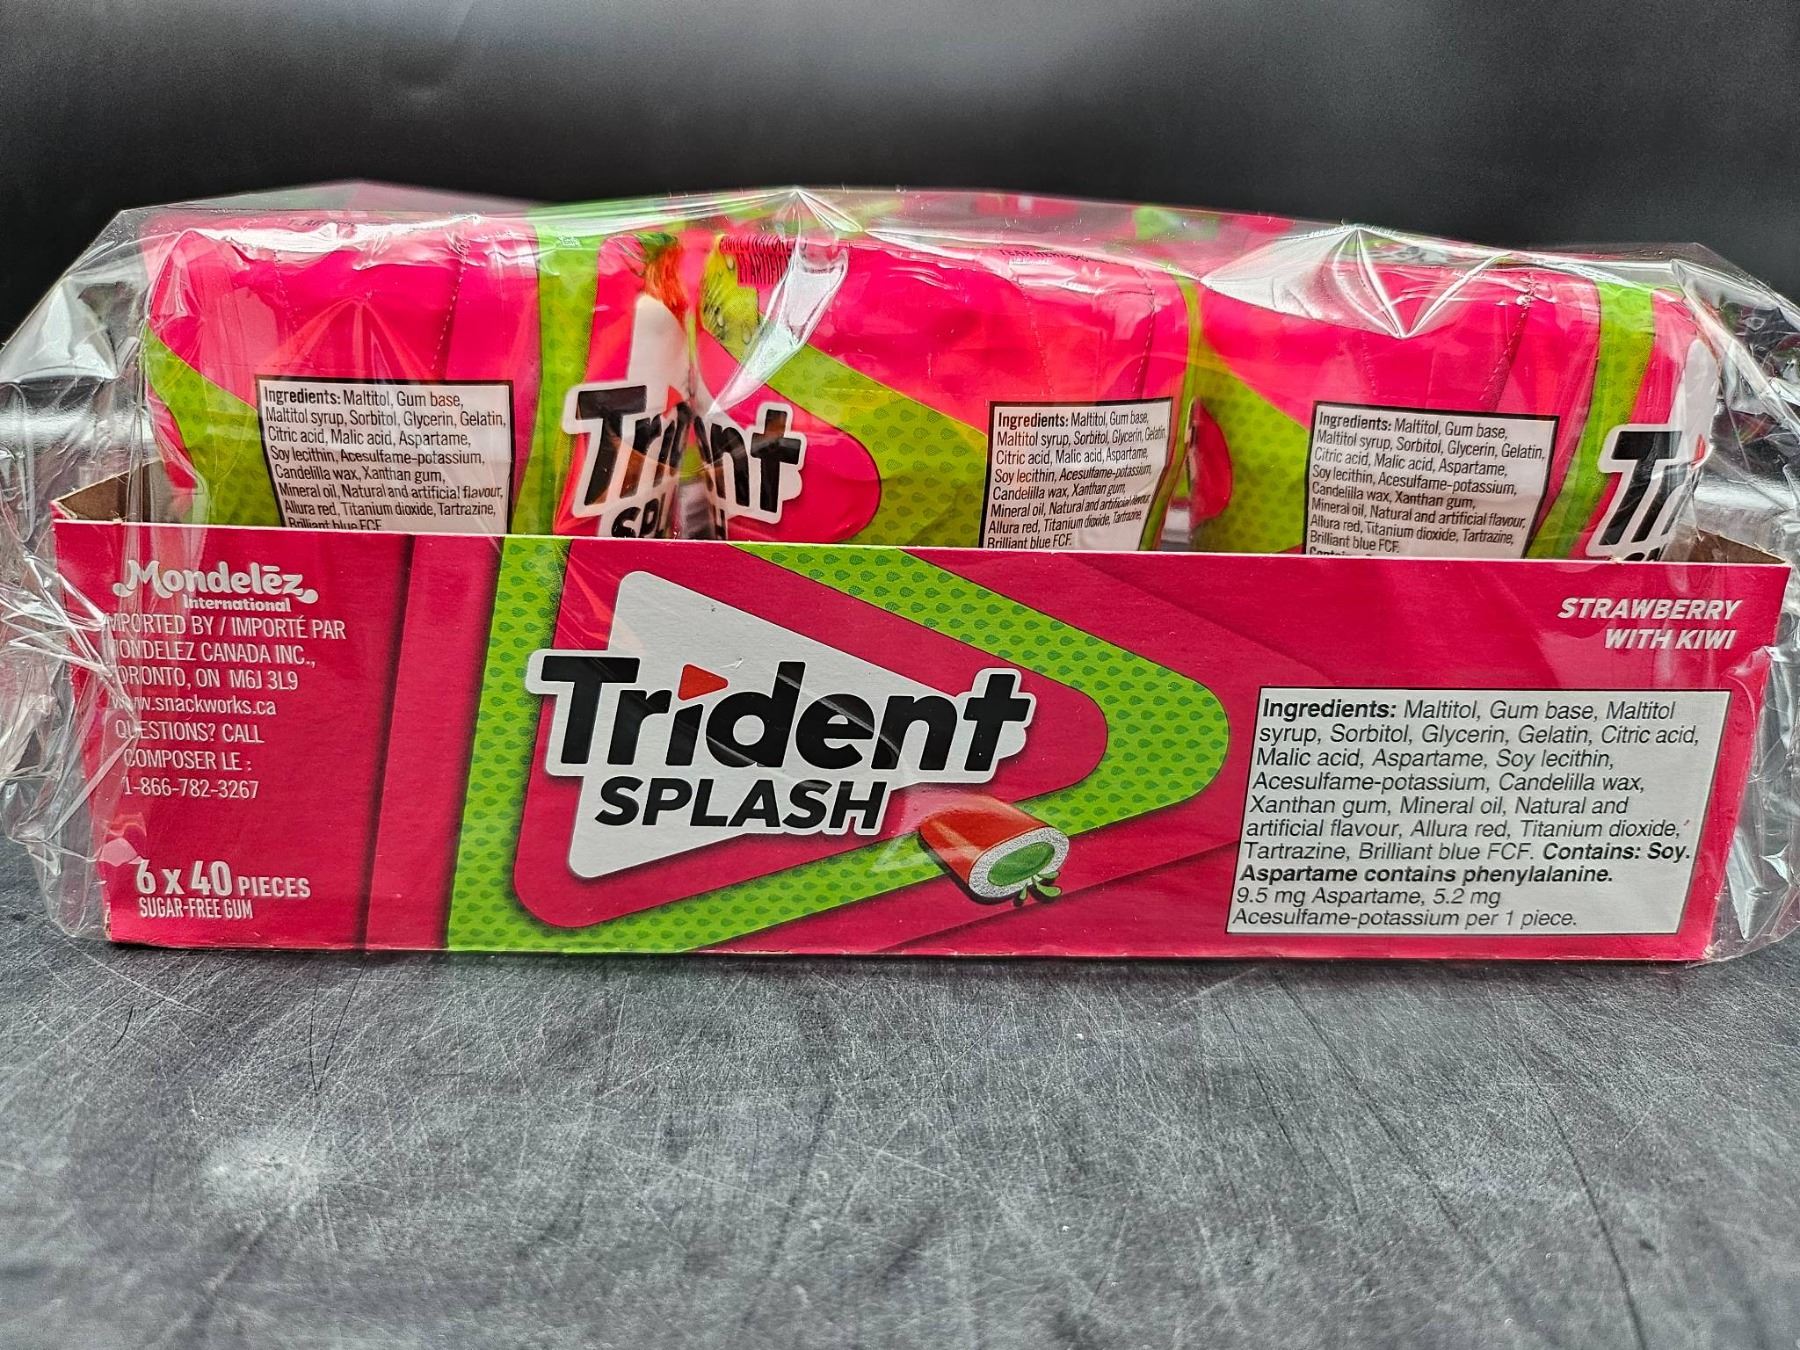 Ingredients: Maltitol, Gum base,
Maltitol syrup, Sorbitol, Glycerin, Gelatin,
Citric acid, Malic acid, Aspartame,
Soy lecithin, Acesulfame-potassium,
Candelilla wax, Xanthan gum,
Mineral oil, Natural and artificial flavour,
Allura red, Titanium dioxide, Tartrazine,
Brilliant blue FCF.
Ingredients: Maltitol, Gum base,
Maltitol syrup, Sorbitol, Glycerin, Gelatin,
Citric acid, Malic acid, Aspartame,
Soy lecithin, Acesulfame-potassium,
Candelilla wax, Xanthan gum,
Mineral oil, Natural and artificial flavour,
Allura red, Titanium dioxide, Tartrazine,
Brilliant blue FCF.
Ingredients: Maltitol, Gum base,
Maltitol syrup, Sorbitol, Glycerin, Gelatin,
Citric acid, Malic acid, Aspartame,
Soy lecithin, Acesulfame-potassium,
Candelilla wax, Xanthan gum,
Mineral oil, Natural and artificial flavour,
Allura red, Titanium dioxide, Tartrazine,
Brilliant blue FCF.
Mondelēz
International
IMPORTED BY / IMPORTÉ PAR
MONDELEZ CANADA INC.,
TORONTO, ON M6J 3L9
www.snackworks.ca
QUESTIONS? CALL
COMPOSER LE :
1-866-782-3267
6 x 40 PIECES
SUGAR-FREE GUM
Trident
SPLASH
STRAWBERRY
WITH KIWI
Ingredients: Maltitol, Gum base, Maltitol
syrup, Sorbitol, Glycerin, Gelatin, Citric acid,
Malic acid, Aspartame, Soy lecithin,
Acesulfame-potassium, Candelilla wax,
Xanthan gum, Mineral oil, Natural and
artificial flavour, Allura red, Titanium dioxide,
Tartrazine, Brilliant blue FCF. Contains: Soy.
Aspartame contains phenylalanine.
9.5 mg Aspartame, 5.2 mg
Acesulfame-potassium per 1 piece.